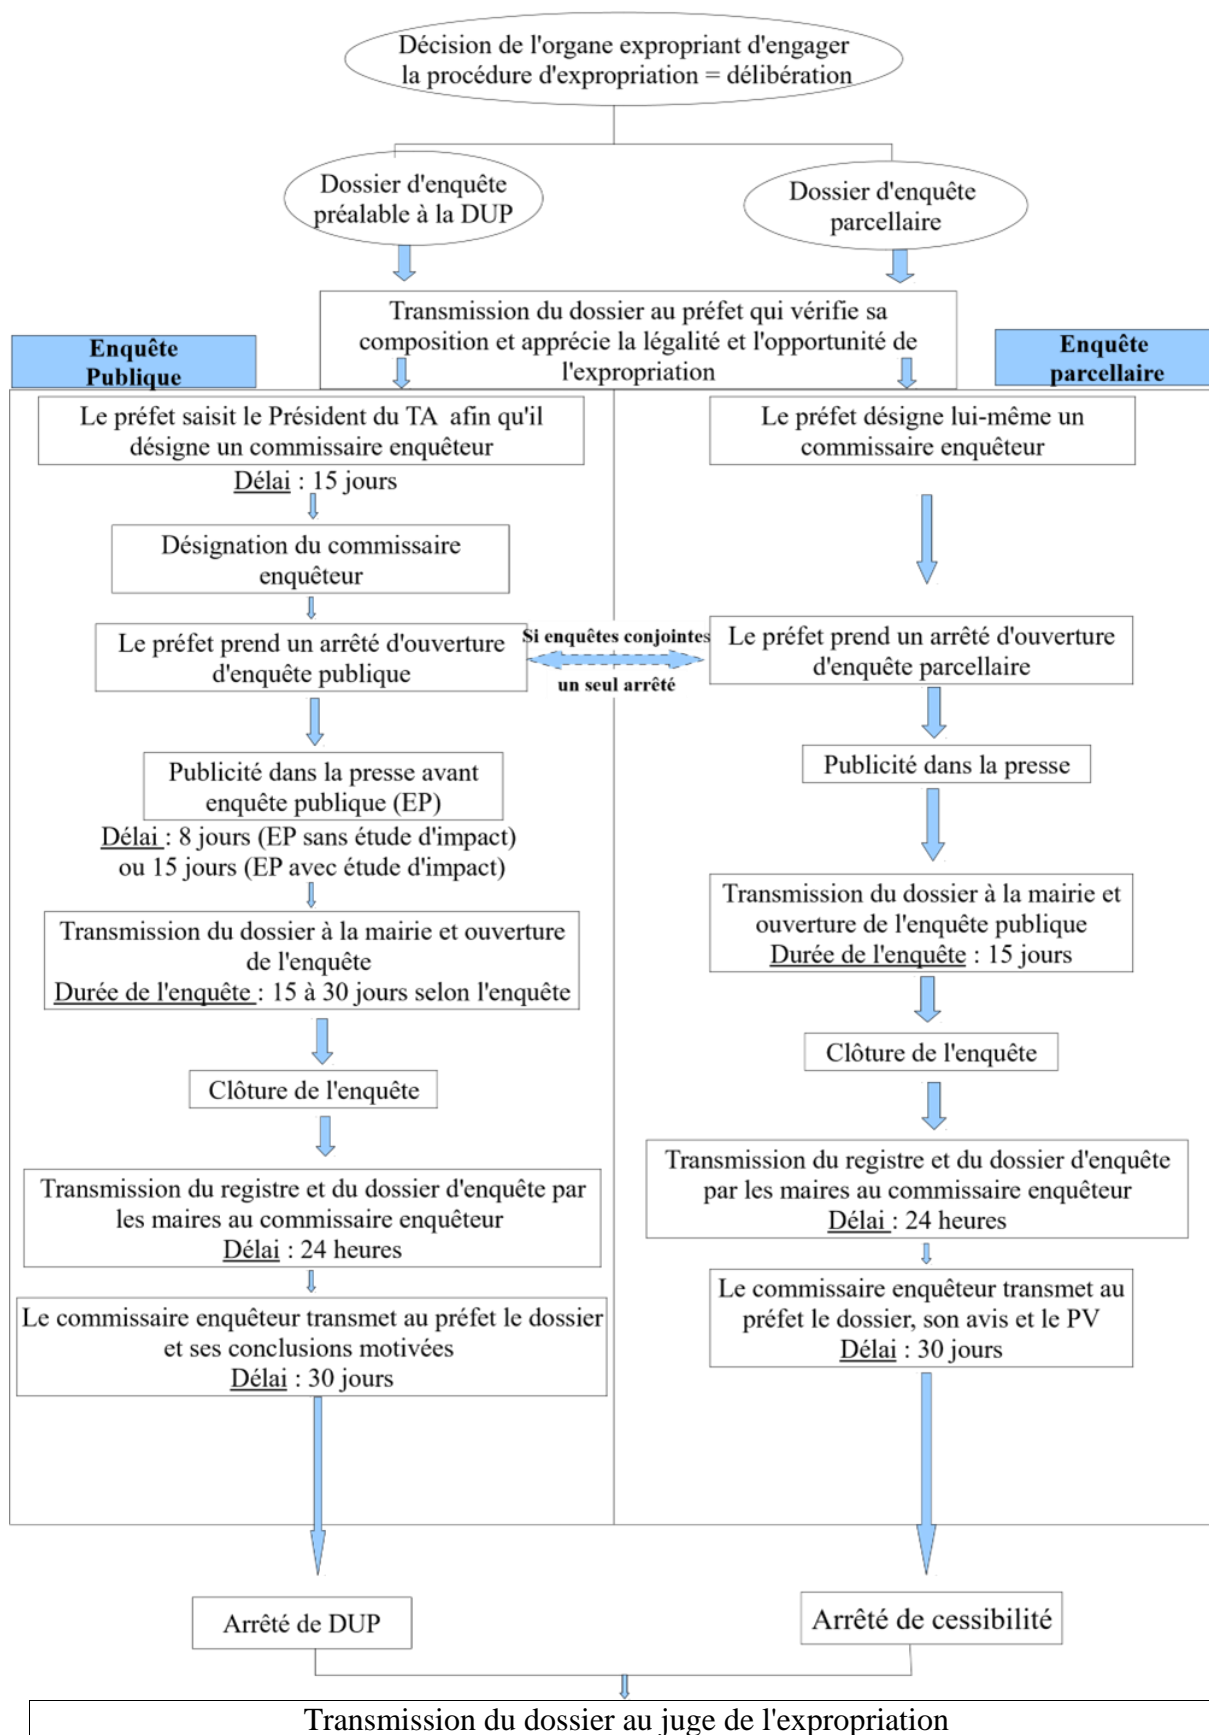 Décision de l'organe expropriant d'engager
la procédure d'expropriation = délibération
Dossier d'enquête
préalable à la DUP
Dossier d'enquête
parcellaire
Transmission du dossier au préfet qui vérifie sa
composition et apprécie la légalité et l'opportunité de
l'expropriation
Enquête
Publique
Enquête
parcellaire
Le préfet saisit le Président du TA afin qu'il
désigne un commissaire enquêteur
Délai : 15 jours
Désignation du commissaire
enquêteur
Le préfet prend un arrêté d'ouverture
d'enquête publique
Si enquêtes conjointes
un seul arrêté
Publicité dans la presse avant
enquête publique (EP)
Délai : 8 jours (EP sans étude d'impact)
ou 15 jours (EP avec étude d'impact)
Transmission du dossier à la mairie et ouverture
de l'enquête
Durée de l'enquête : 15 à 30 jours selon l'enquête
Clôture de l'enquête
Transmission du registre et du dossier d'enquête par
les maires au commissaire enquêteur
Délai : 24 heures
Le commissaire enquêteur transmet au préfet le dossier
et ses conclusions motivées
Délai : 30 jours
Arrêté de DUP
Le préfet désigne lui-même un
commissaire enquêteur
Le préfet prend un arrêté d'ouverture
d'enquête parcellaire
Publicité dans la presse
Transmission du dossier à la mairie et
ouverture de l'enquête publique
Durée de l'enquête : 15 jours
Clôture de l'enquête
Transmission du registre et du dossier d'enquête
par les maires au commissaire enquêteur
Délai : 24 heures
Le commissaire enquêteur transmet au
préfet le dossier, son avis et le PV
Délai : 30 jours
Arrêté de cessibilité
Transmission du dossier au juge de l'expropriation